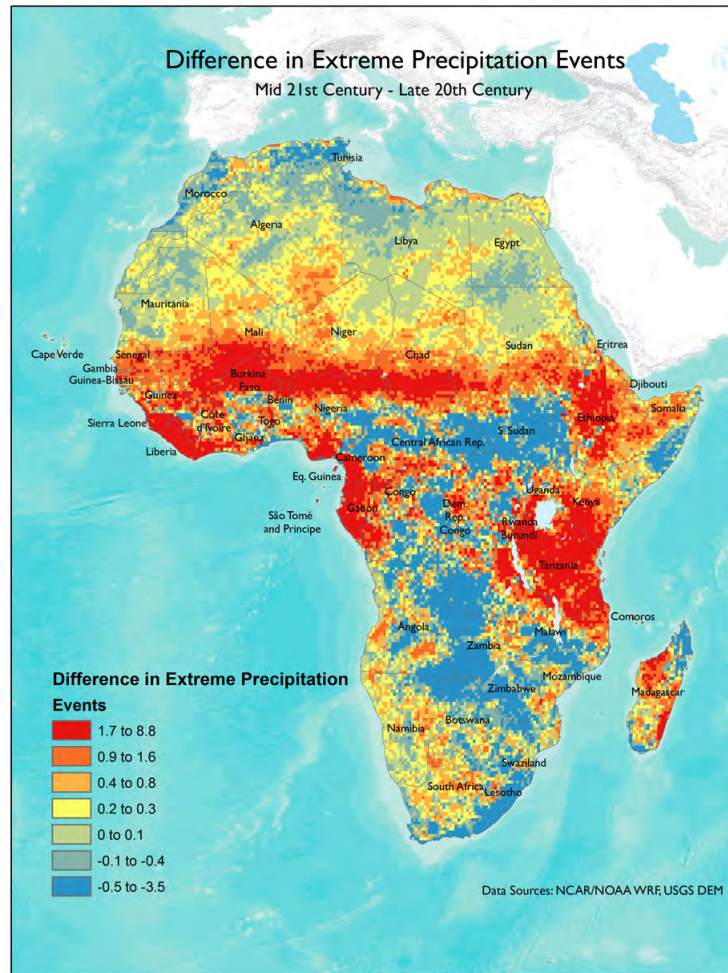 Difference in Extreme Precipitation Events
Mid 21st Century - Late 20th Century
Tunisia
Morocco
Algeria
Libya
Egypt
Mauritania
Mali
Niger
Cape Verde
Senegal
Chad
Sudan
Eritrea
Gambia
Guinea-Bissau
Burkina
Faso
Djibouti
Guinea
Benin
Nigeria
Ethiopia
Somalia
Sierra Leone
Côte
d'Ivoire
Togo
Ghana
S. Sudan
Liberia
Central African Rep.
Cameroon
Eq. Guinea
Congo
Uganda
Kenya
São Tomé
and Principe
Gabon
Dem.
Rep.
Congo
Rwanda
Burundi
Tanzania
Comoros
Angola
Malawi
Zambia
Mozambique
Zimbabwe
Madagascar
Botswana
Namibia
Swaziland
South Africa
Lesotho
Difference in Extreme Precipitation
Events
1.7 to 8.8
0.9 to 1.6
0.4 to 0.8
0.2 to 0.3
0 to 0.1
-0.1 to -0.4
-0.5 to -3.5
Data Sources: NCAR/NOAA WRF, USGS DEM